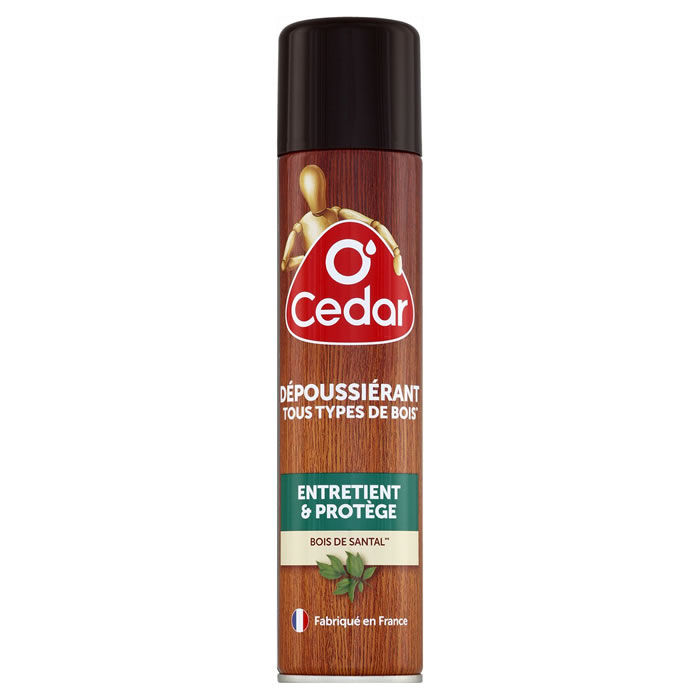 O'
Cedar
DÉPOUSSIÉRANT
TOUS TYPES DE BOIS*
ENTRETIENT
& PROTÈGE
BOIS DE SANTAL**
Fabriqué en France